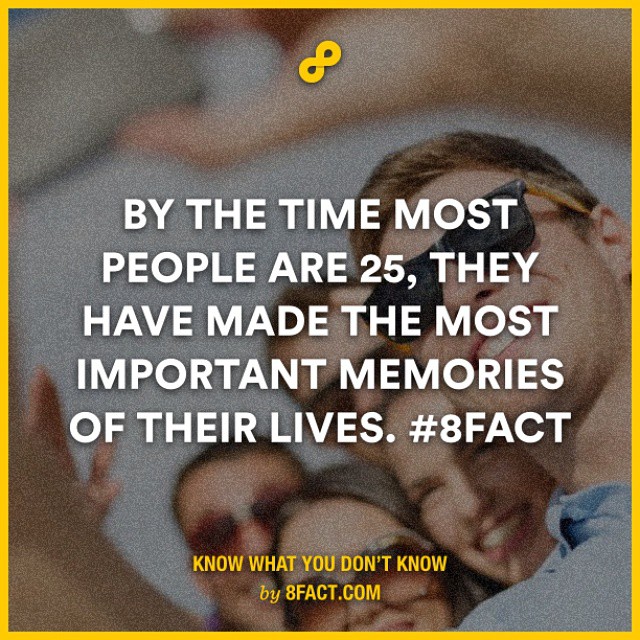 BY THE TIME MOST
PEOPLE ARE 25, THEY
HAVE MADE THE MOST
IMPORTANT MEMORIES
OF THEIR LIVES. #8FACT
KNOW WHAT YOU DON'T KNOW
by 8FACT.COM